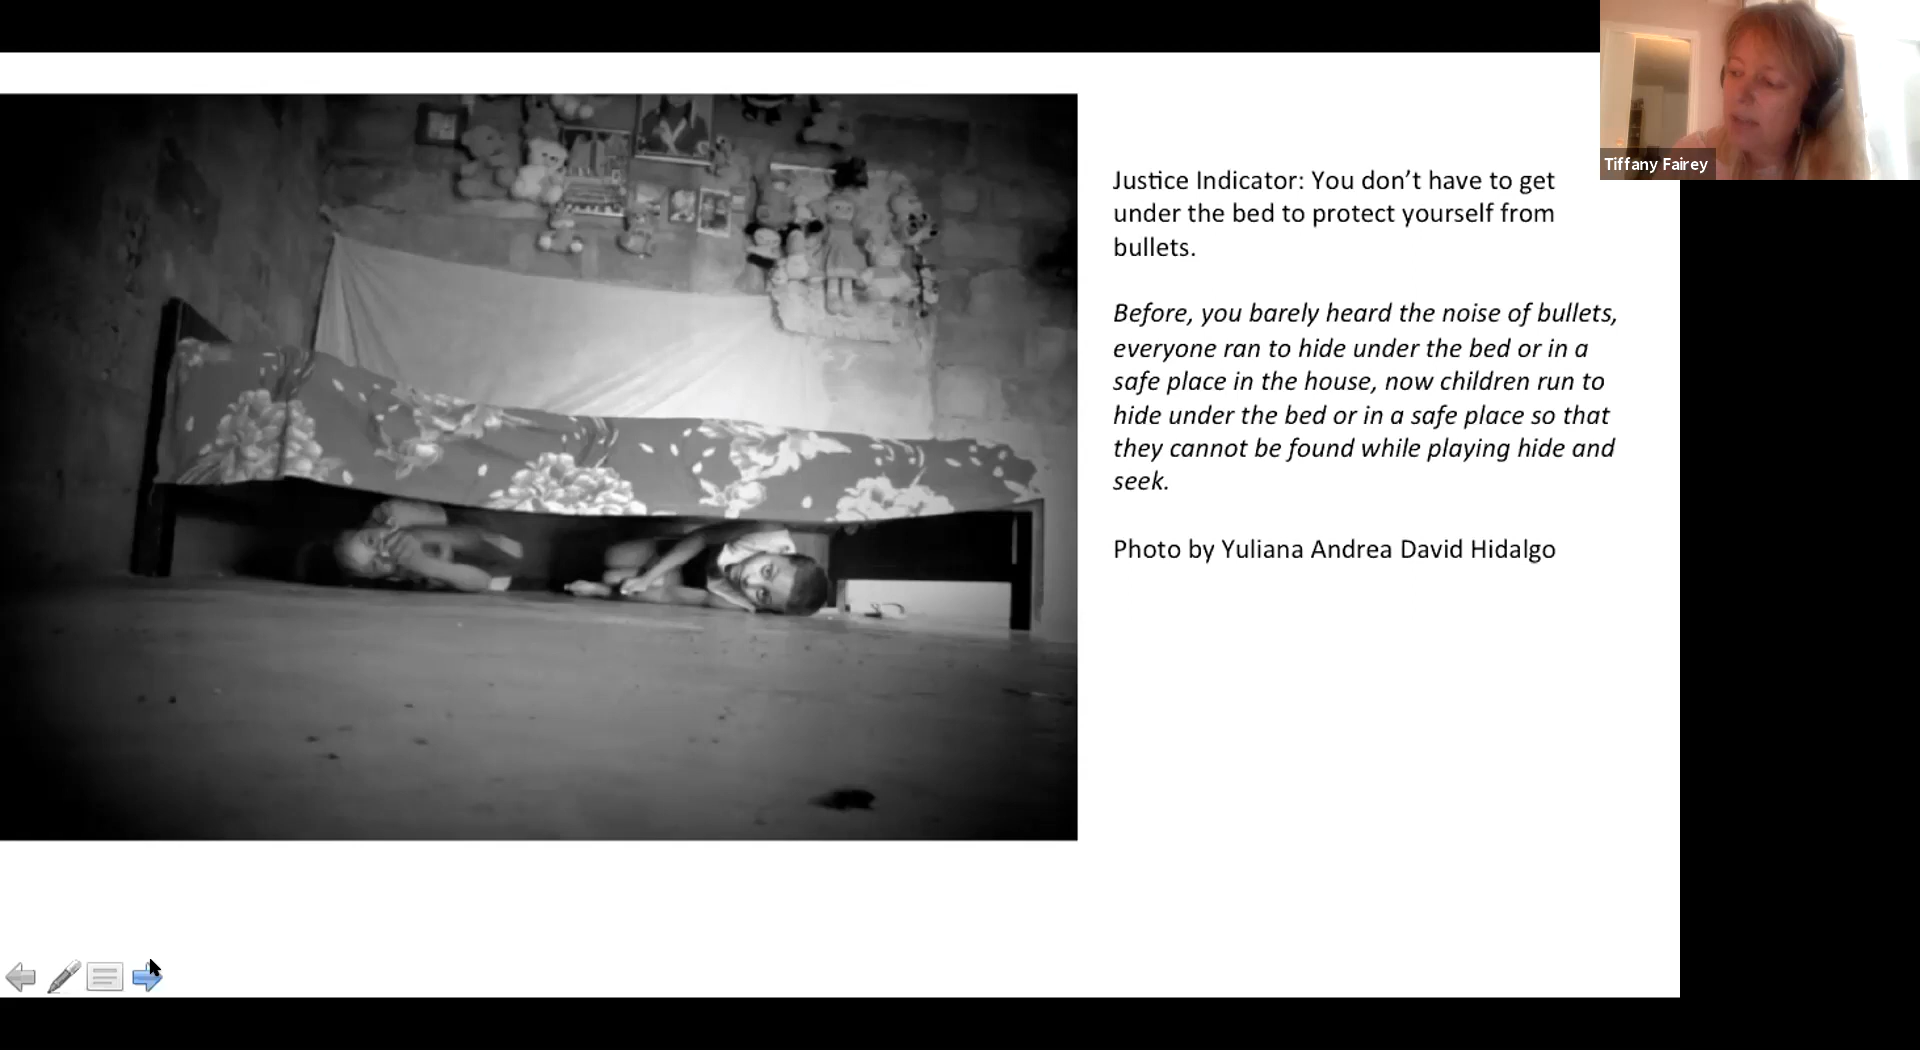 Tiffany Fairey
Justice Indicator: You don’t have to get
under the bed to protect yourself from
bullets.
Before, you barely heard the noise of bullets,
everyone ran to hide under the bed or in a
safe place in the house, now children run to
hide under the bed or in a safe place so that
they cannot be found while playing hide and
seek.
Photo by Yuliana Andrea David Hidalgo